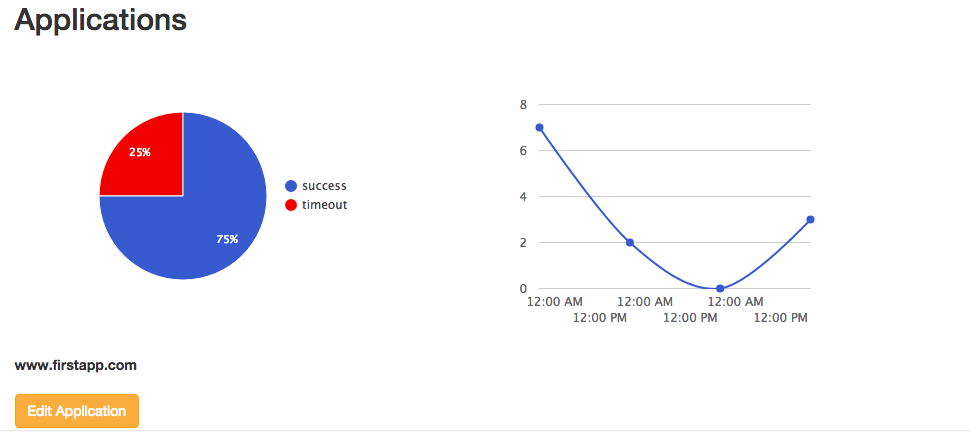 Applications
25%
75%
success
timeout
8
6
4
2
0
12:00 AM 12:00 AM 12:00 AM
12:00 PM 12:00 PM 12:00 PM
www.firstapp.com
Edit Application